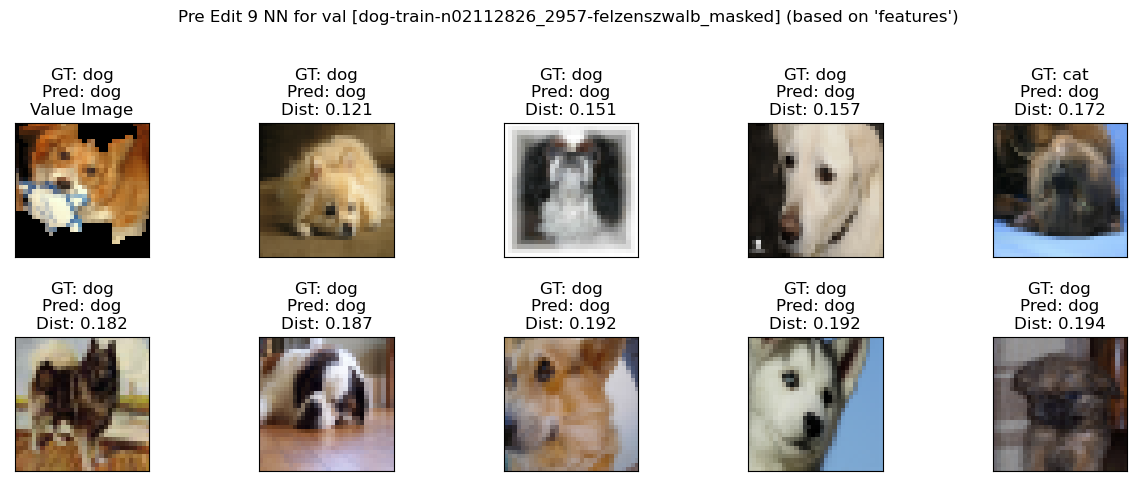 Pre Edit 9 NN for val [dog-train-n02112826_2957-felzenszwalb_masked] (based on 'features')
GT: dog
Pred: dog
Value Image
GT: dog
Pred: dog
Dist: 0.121
GT: dog
Pred: dog
Dist: 0.151
GT: dog
Pred: dog
Dist: 0.157
GT: cat
Pred: dog
Dist: 0.172
GT: dog
Pred: dog
Dist: 0.182
GT: dog
Pred: dog
Dist: 0.187
GT: dog
Pred: dog
Dist: 0.192
GT: dog
Pred: dog
Dist: 0.192
GT: dog
Pred: dog
Dist: 0.194